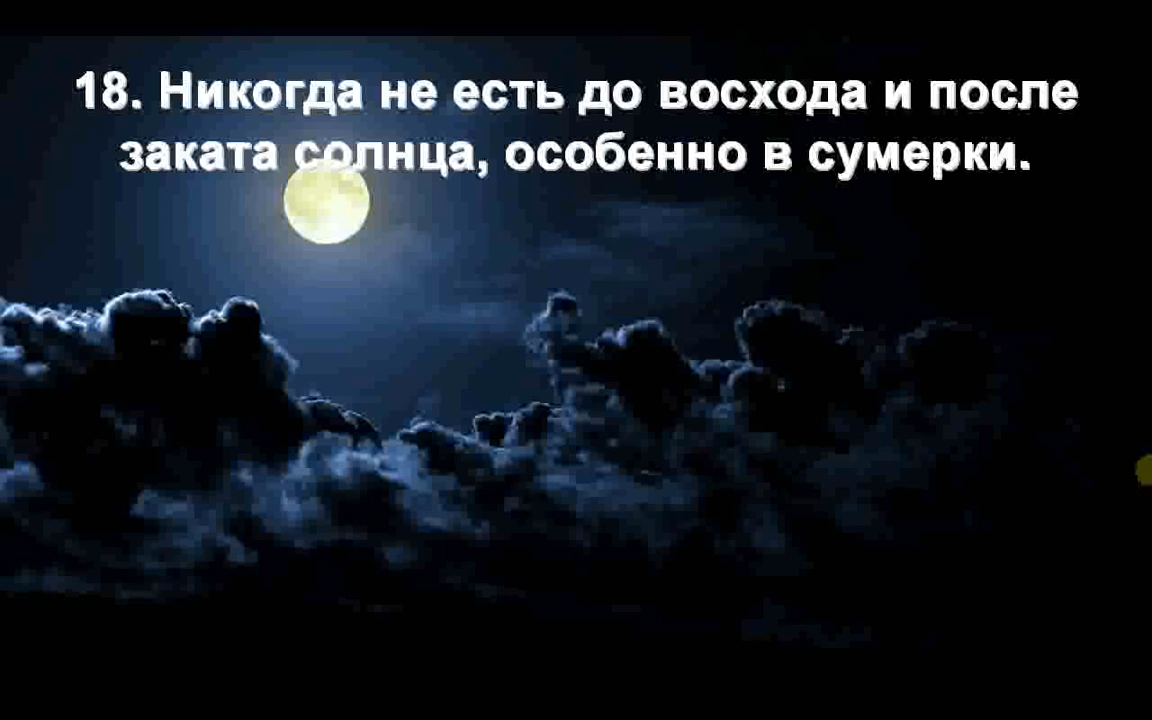 18. Никогда не есть до восхода и после
заката солнца, особенно в сумерки.